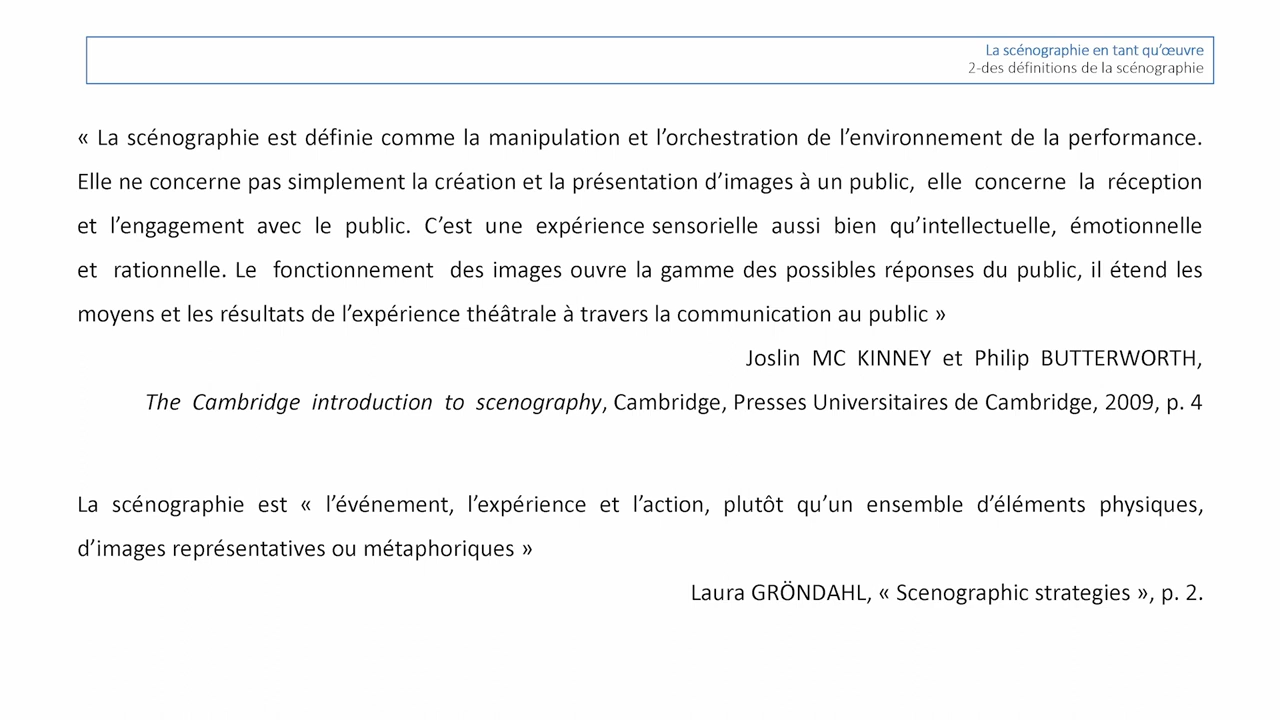 La scénographie en tant qu’œuvre
2-des définitions de la scénographie
« La scénographie est définie comme la manipulation et l’orchestration de l’environnement de la performance.
Elle ne concerne pas simplement la création et la présentation d’images à un public, elle concerne la réception
et l’engagement avec le public. C’est une expérience sensorielle aussi bien qu’intellectuelle, émotionnelle
et rationnelle. Le fonctionnement des images ouvre la gamme des possibles réponses du public, il étend les
moyens et les résultats de l’expérience théâtrale à travers la communication au public »
Joslin MC KINNEY et Philip BUTTERWORTH,
The Cambridge introduction to scenography, Cambridge, Presses Universitaires de Cambridge, 2009, p. 4
La scénographie est « l’événement, l’expérience et l’action, plutôt qu’un ensemble d’éléments physiques,
d’images représentatives ou métaphoriques »
Laura GRÖNDAHL, « Scenographic strategies », p. 2.